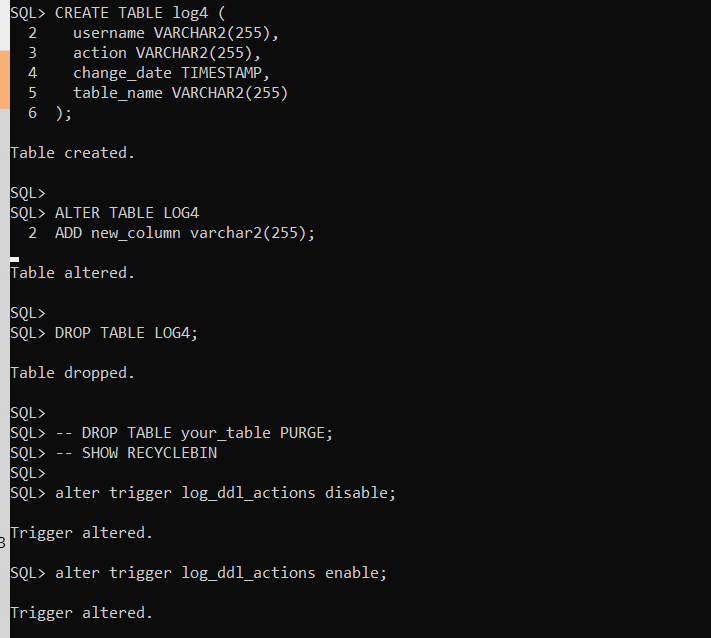 SQL> CREATE TABLE log4 (
  2    username VARCHAR2(255),
  3    action VARCHAR2(255),
  4    change_date TIMESTAMP,
  5    table_name VARCHAR2(255)
  6  );
Table created.
SQL>
SQL> ALTER TABLE LOG4
  2  ADD new_column varchar2(255);
Table altered.
SQL>
SQL> DROP TABLE LOG4;
Table dropped.
SQL>
SQL> -- DROP TABLE your_table PURGE;
SQL> -- SHOW RECYCLEBIN
SQL>
SQL> alter trigger log_ddl_actions disable;
Trigger altered.
SQL> alter trigger log_ddl_actions enable;
Trigger altered.